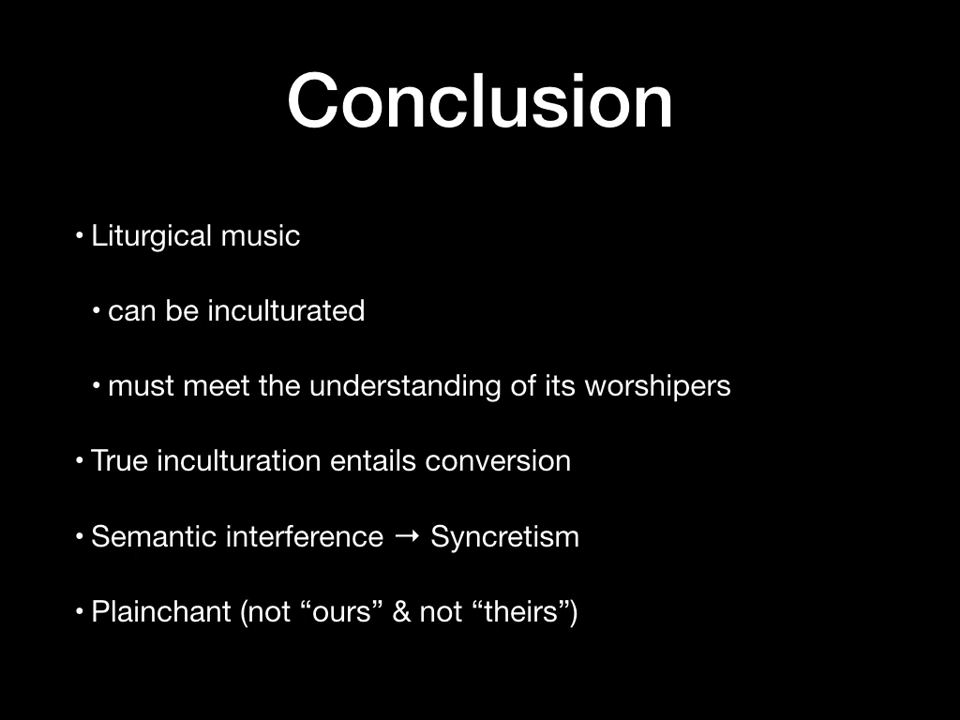 Conclusion
• Liturgical music
• can be inculturated
• must meet the understanding of its worshipers
• True inculturation entails conversion
• Semantic interference → Syncretism
• Plainchant (not “ours” & not “theirs”)